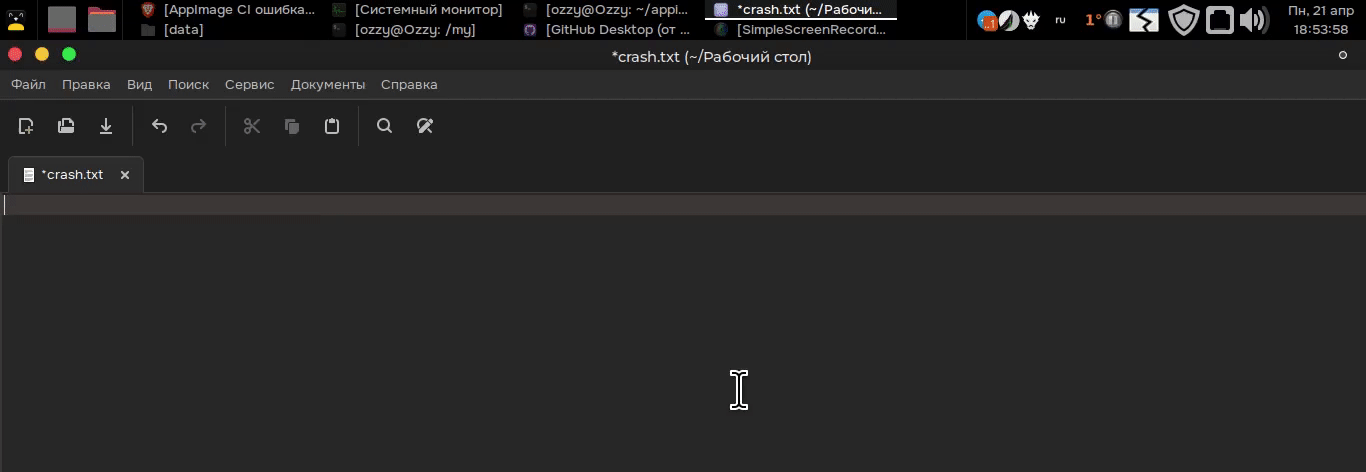 [AppImage CI ошибка...
[Системный монитор]
[ozzy@Ozzy: ~/appi...
*crash.txt (~/Рабочи...
[data]
[ozzy@Ozzy: /my]
[GitHub Desktop (от ...
[SimpleScreenRecord...
ru
1°
Пн, 21 апр
18:53:58
*crash.txt (~/Рабочий стол)
Файл Правка Вид Поиск Сервис Документы Справка
*crash.txt